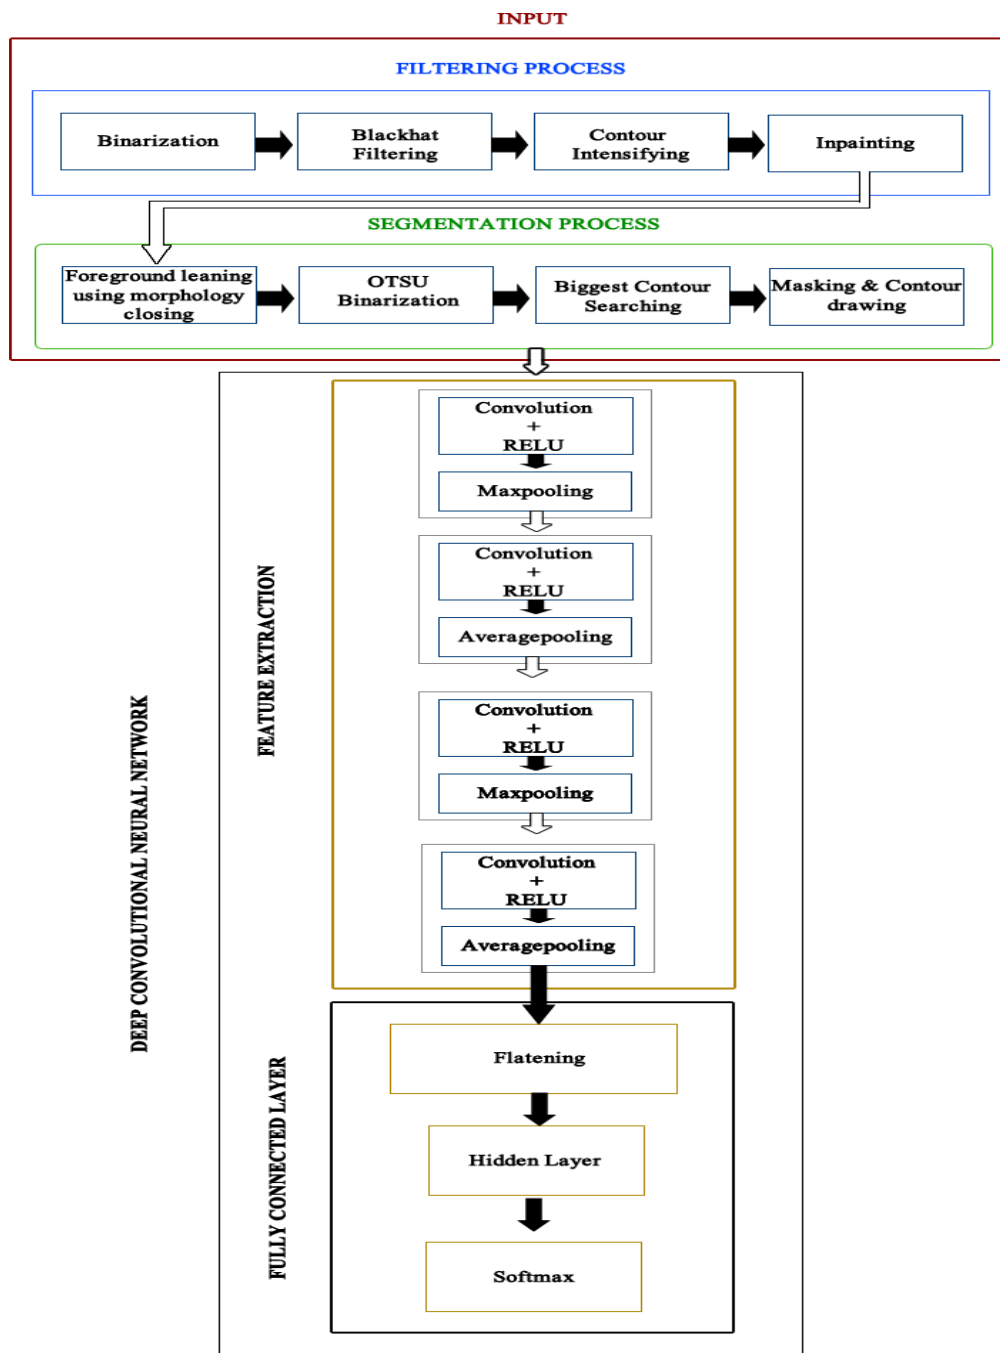 INPUT
FILTERING PROCESS
Binarization
Blackhat
Filtering
Contour
Intensifying
Inpainting
SEGMENTATION PROCESS
Foreground leaning
using morphology
closing
OTSU
Binarization
Biggest Contour
Searching
Masking & Contour
drawing
DEEP CONVOLUTIONAL NEURAL NETWORK
FEATURE EXTRACTION
Convolution
+
RELU
Maxpooling
Convolution
+
RELU
Averagepooling
Convolution
+
RELU
Maxpooling
Convolution
+
RELU
Averagepooling
FULLY CONNECTED LAYER
Flatening
Hidden Layer
Softmax